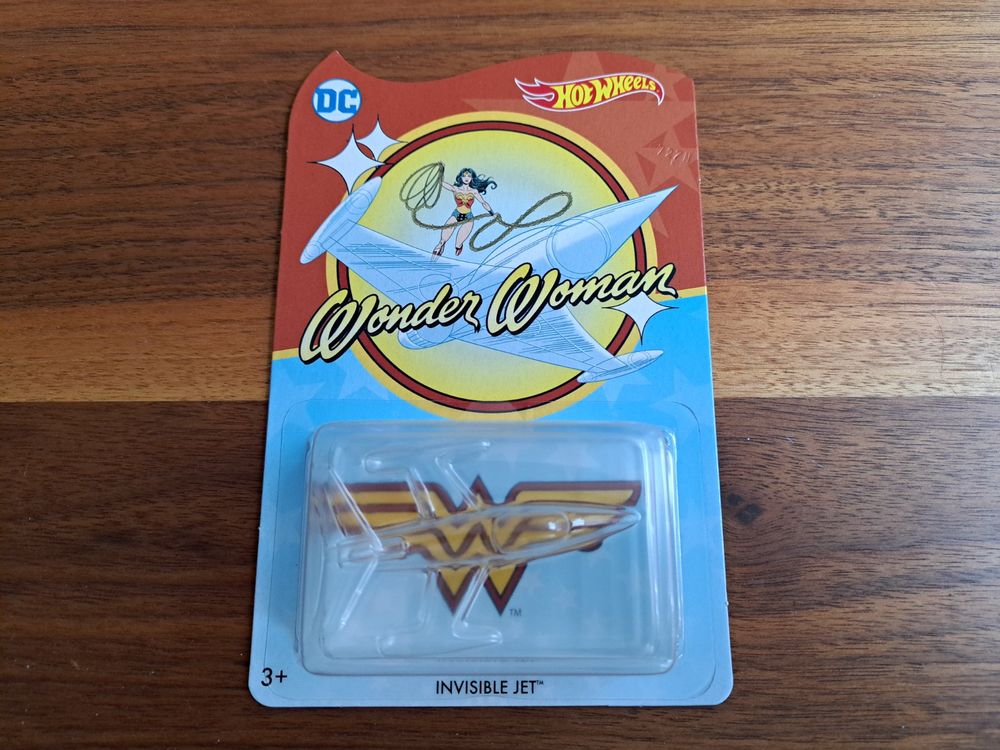 DC
HOT WHEELS
Wonder Woman
TM
3+
INVISIBLE JET™